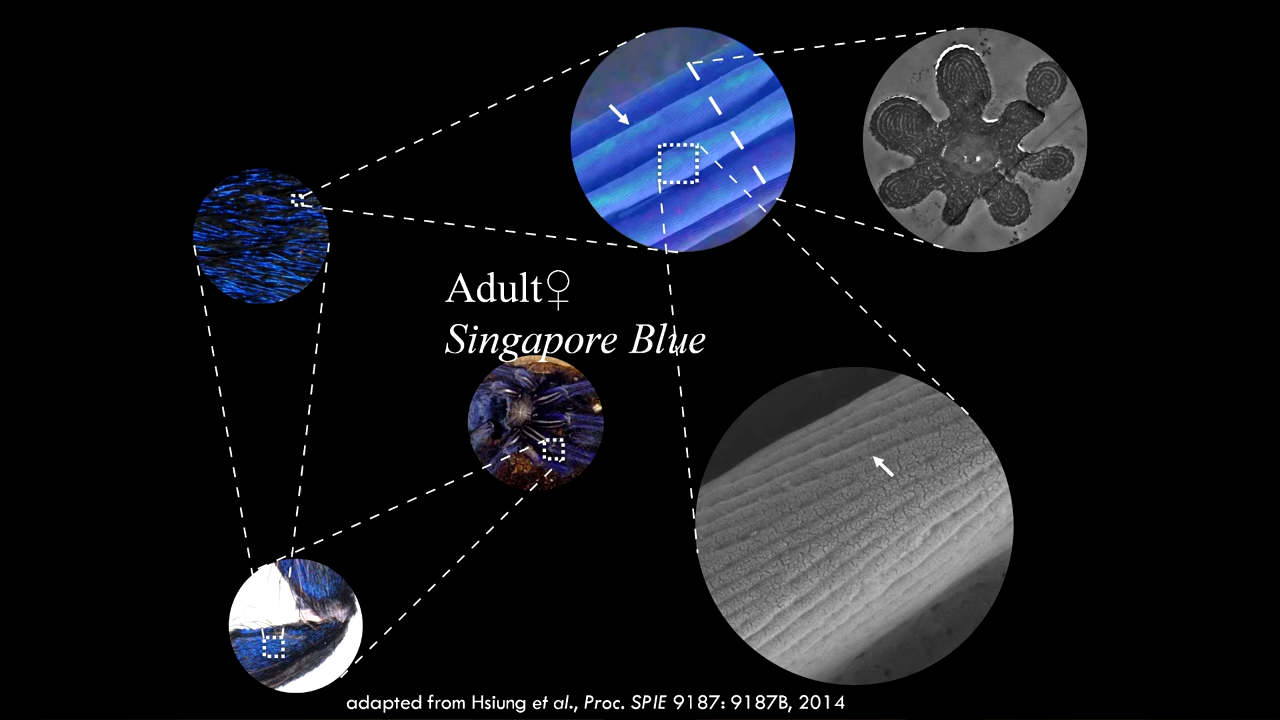 Adult♀
Singapore Blue
adapted from Hsiung et al., Proc. SPIE 9187: 9187B, 2014